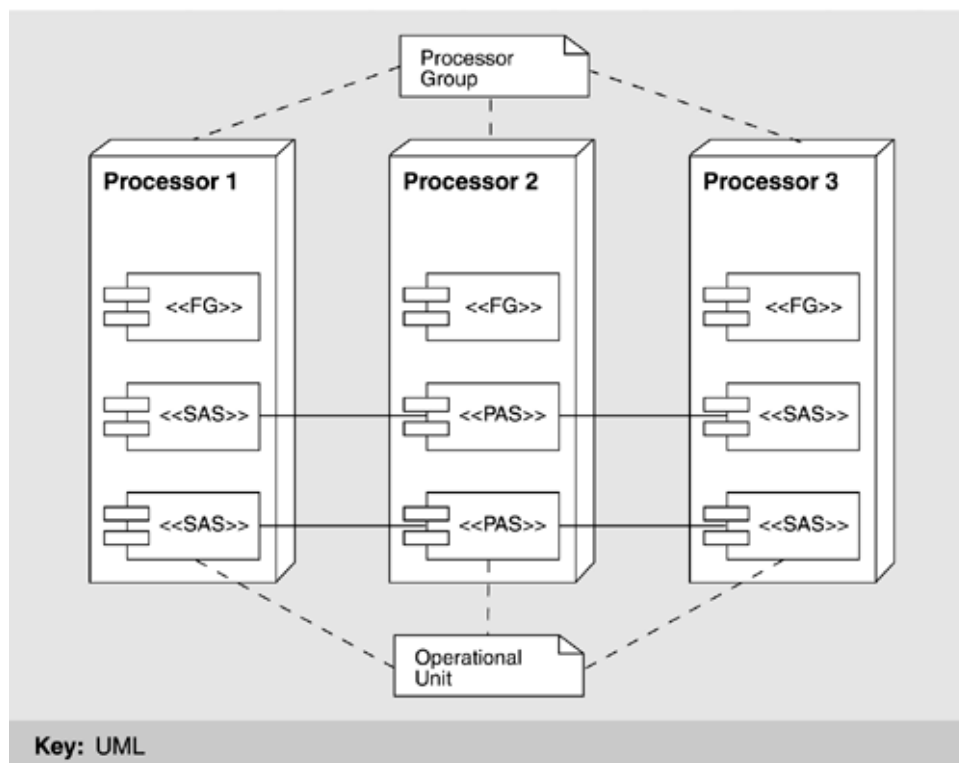 Processor
Group
Processor 1
Processor 2
Processor 3
<<FG>>
<<FG>>
<<FG>>
<<SAS>>
<<PAS>>
<<SAS>>
<<SAS>>
<<PAS>>
<<SAS>>
Operational
Unit
Key: UML